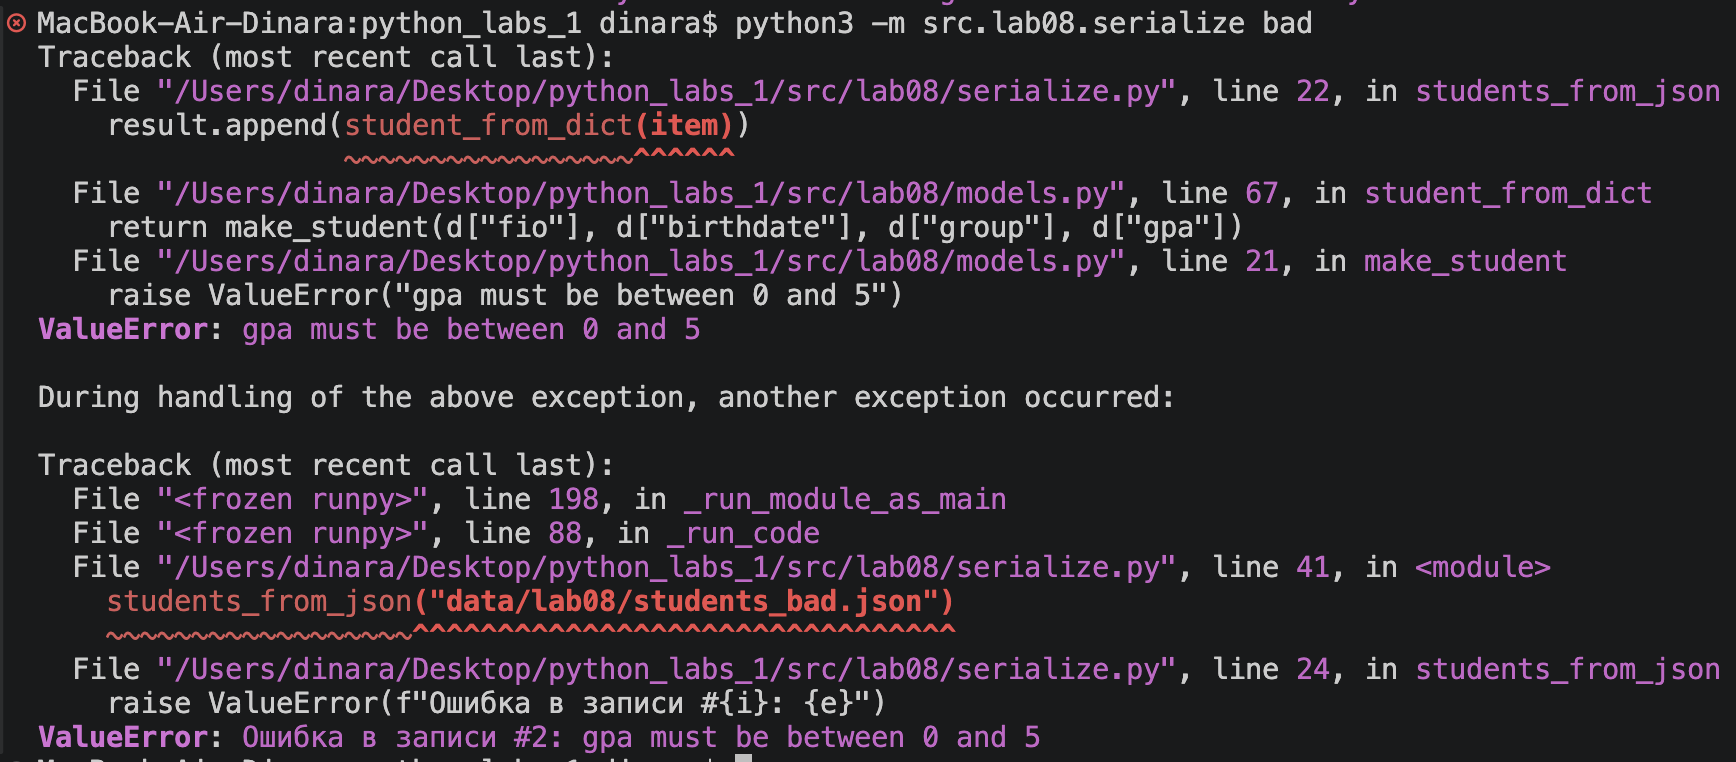 MacBook-Air-Dinara:python_labs_1 dinara$ python3 -m src.lab08.serialize bad
Traceback (most recent call last):
  File "/Users/dinara/Desktop/python_labs_1/src/lab08/serialize.py", line 22, in students_from_json
    result.append(student_from_dict(item))
                  ~~~~~~~~~~~~~~~~~^^^^^^
  File "/Users/dinara/Desktop/python_labs_1/src/lab08/models.py", line 67, in student_from_dict
    return make_student(d["fio"], d["birthdate"], d["group"], d["gpa"])
  File "/Users/dinara/Desktop/python_labs_1/src/lab08/models.py", line 21, in make_student
    raise ValueError("gpa must be between 0 and 5")
ValueError: gpa must be between 0 and 5

During handling of the above exception, another exception occurred:

Traceback (most recent call last):
  File "<frozen runpy>", line 198, in _run_module_as_main
  File "<frozen runpy>", line 88, in _run_code
  File "/Users/dinara/Desktop/python_labs_1/src/lab08/serialize.py", line 41, in <module>
    students_from_json("data/lab08/students_bad.json")
    ~~~~~~~~~~~~~~~~~~^^^^^^^^^^^^^^^^^^^^^^^^^^^^^^^^
  File "/Users/dinara/Desktop/python_labs_1/src/lab08/serialize.py", line 24, in students_from_json
    raise ValueError(f"Ошибка в записи #{i}: {e}")
ValueError: Ошибка в записи #2: gpa must be between 0 and 5